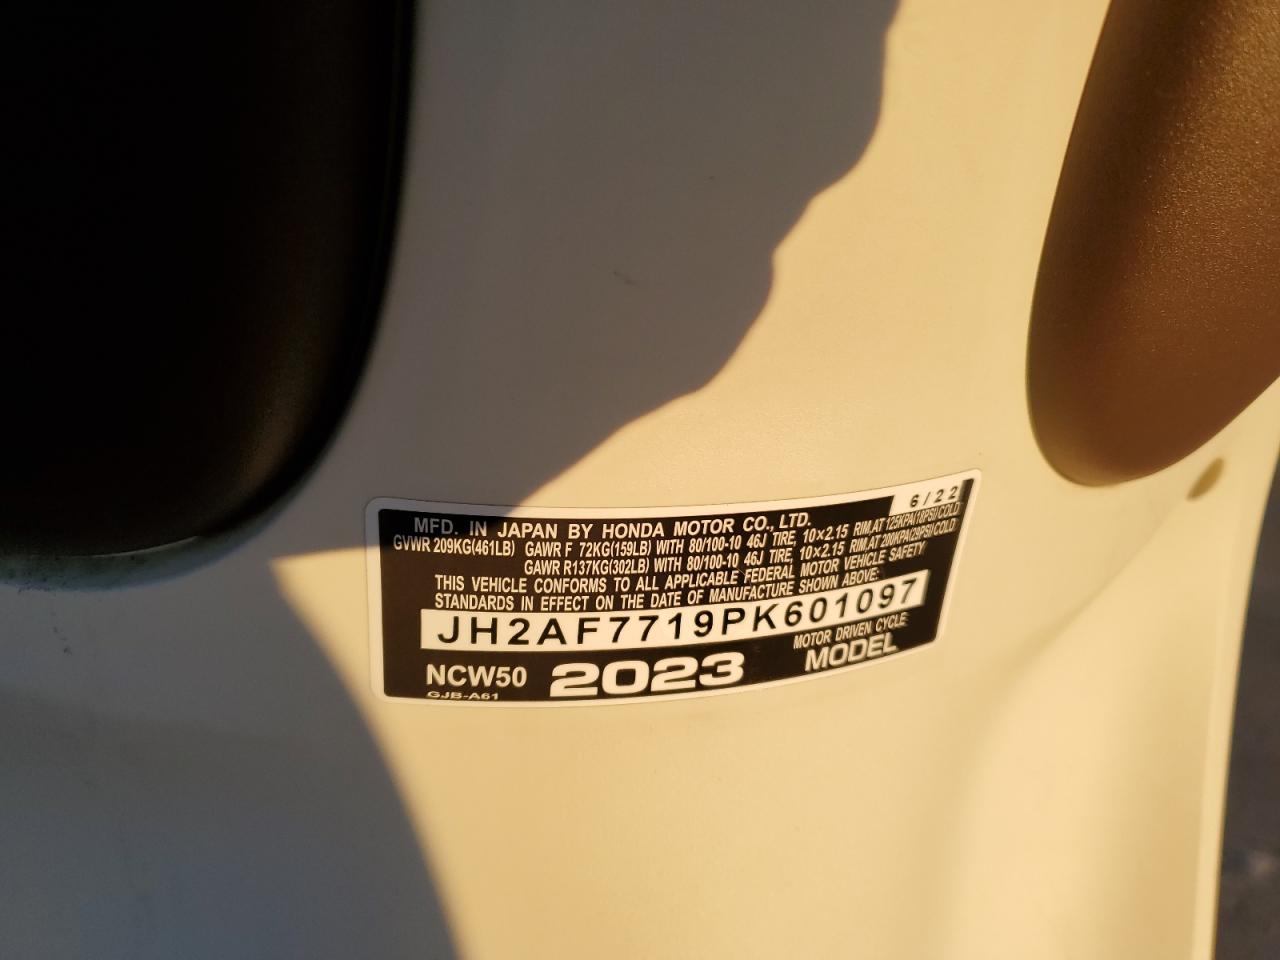 6/22
MFD. IN JAPAN BY HONDA MOTOR CO., LTD.
GVWR 209KG(461LB) GAWR F 72KG(159LB) WITH 80/100-10 46J TIRE, 10×2.15 RIM,AT 125KPA(18PSI)COLD
GAWR R137KG(302LB) WITH 80/100-10 46J TIRE, 10×2.15 RIM,AT 200KPA(29PSI)COLD
THIS VEHICLE CONFORMS TO ALL APPLICABLE FEDERAL MOTOR VEHICLE SAFETY
STANDARDS IN EFFECT ON THE DATE OF MANUFACTURE SHOWN ABOVE:
JH2AF7719PK601097
NCW50 2023 MOTOR DRIVEN CYCLE
MODEL
GJB-A61